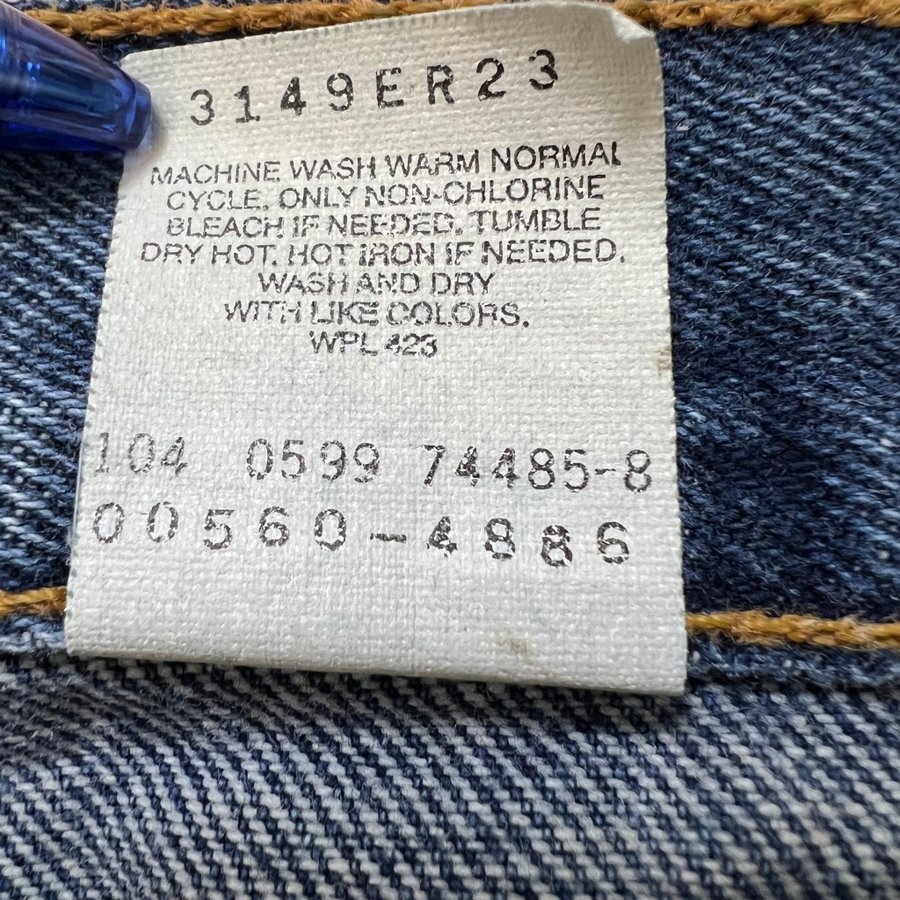 3149ER23
MACHINE WASH WARM NORMAL
CYCLE. ONLY NON-CHLORINE
BLEACH IF NEEDED. TUMBLE
DRY HOT. HOT IRON IF NEEDED.
WASH AND DRY
WITH LIKE COLORS.
WPL 423
104 0599 74485-8
00560-4886